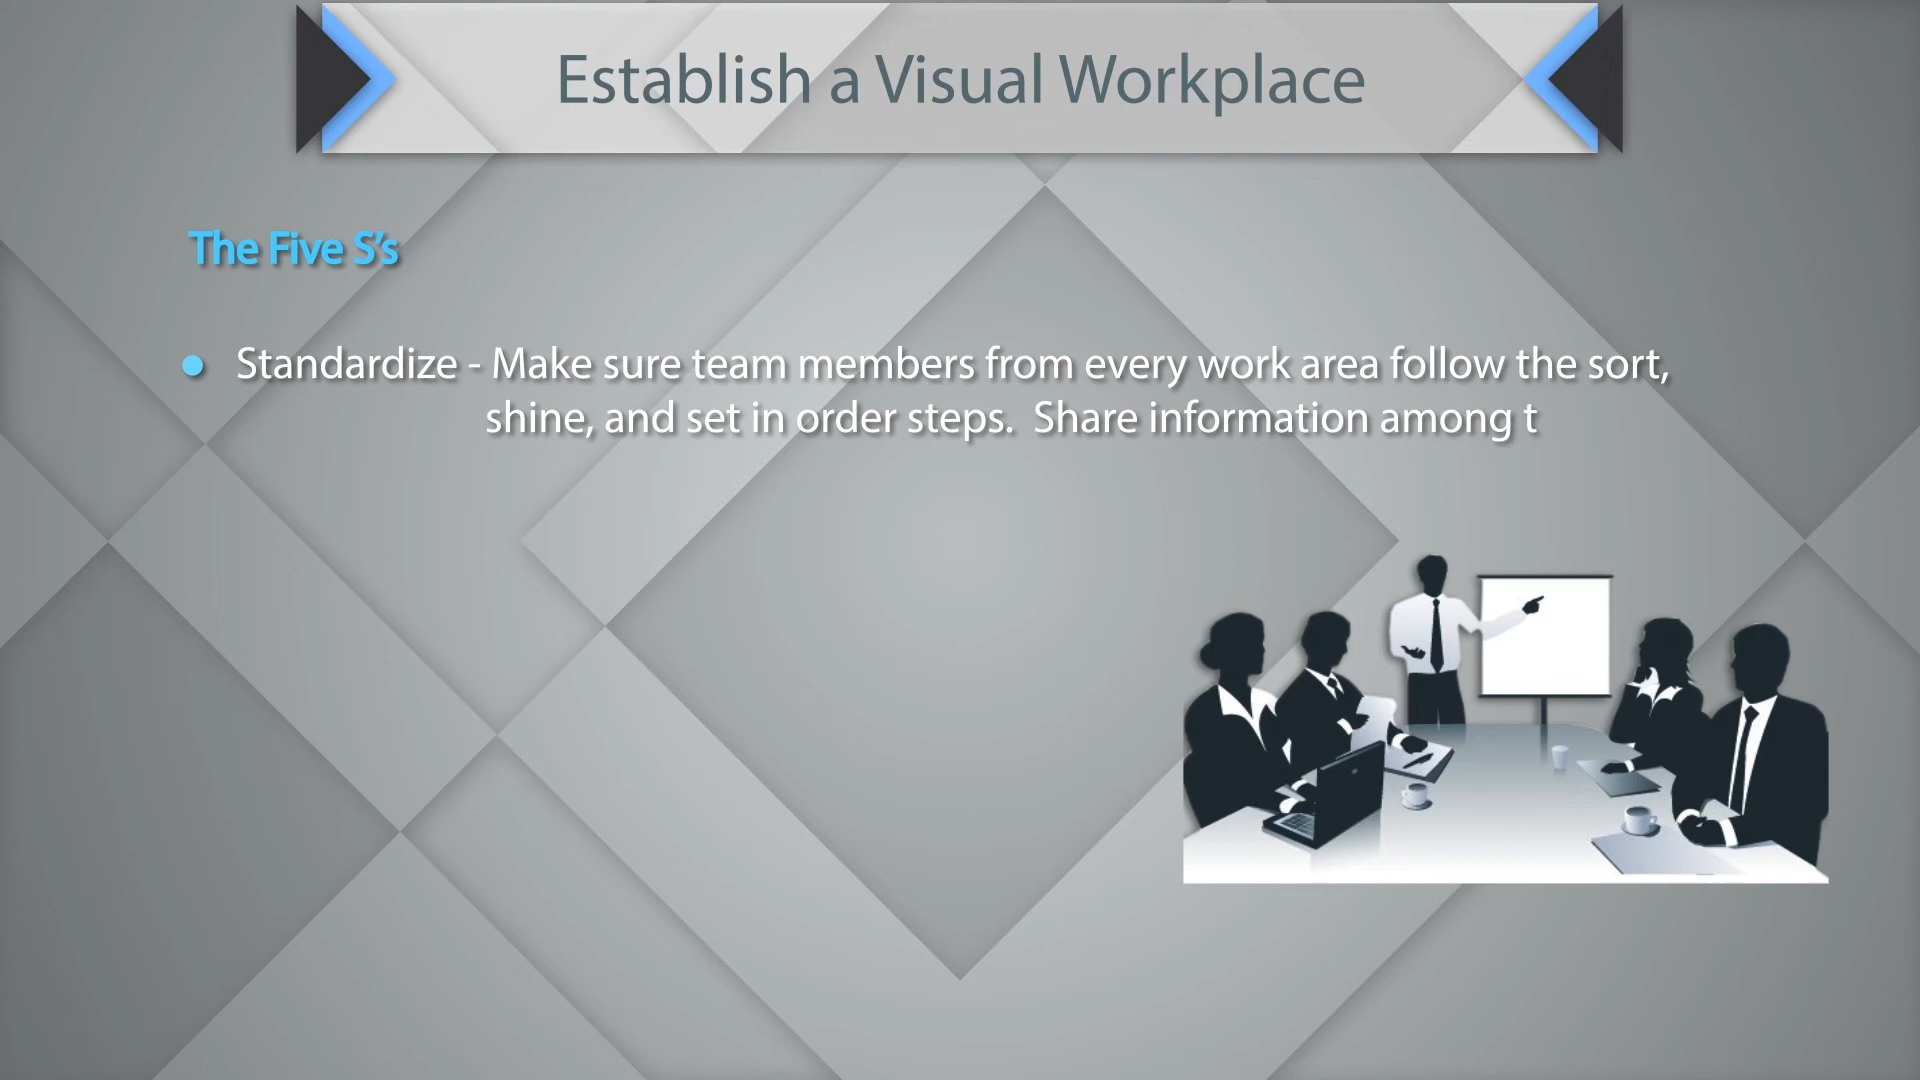 Establish a Visual Workplace
The Five S's
Standardize - Make sure team members from every work area follow the sort,
shine, and set in order steps.  Share information among t